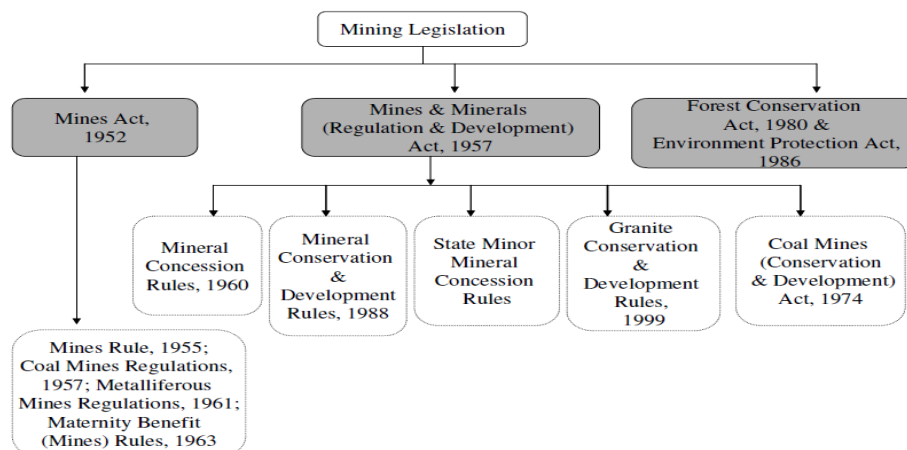 Mining Legislation
Mines Act,
1952
Mines & Minerals
(Regulation & Development)
Act, 1957
Forest Conservation
Act, 1980 &
Environment Protection Act,
1986
Mineral
Concession
Rules, 1960
Mineral
Conservation
&
Development
Rules, 1988
State Minor
Mineral
Concession
Rules
Granite
Conservation
&
Development
Rules,
1999
Coal Mines
(Conservation
& Development)
Act, 1974
Mines Rule, 1955;
Coal Mines Regulations,
1957; Metalliferous
Mines Regulations, 1961;
Maternity Benefit
(Mines) Rules, 1963